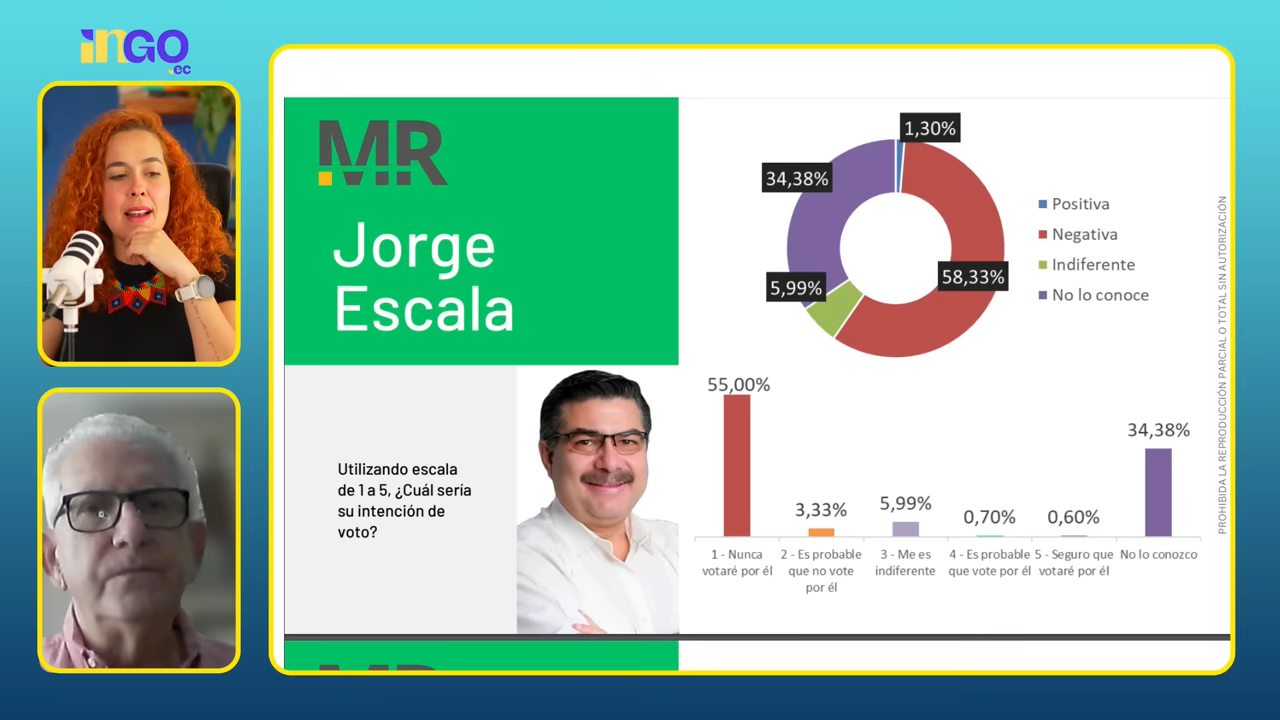 inGO
.ec
MR
Jorge
Escala
Utilizando escala
de 1 a 5, ¿Cuál sería
su intención de
voto?
1,30%
34,38%
5,99%
58,33%
Positiva
Negativa
Indiferente
No lo conoce
55,00%
3,33%
5,99%
0,70%
0,60%
34,38%
1 - Nunca
votaré por él
2 - Es probable
que no vote
por él
3 - Me es
indiferente
4 - Es probable
que vote por él
5 - Seguro que
votaré por él
No lo conozco
PROHIBIDA LA REPRODUCCIÓN PARCIAL O TOTAL SIN AUTORIZACIÓN
MR